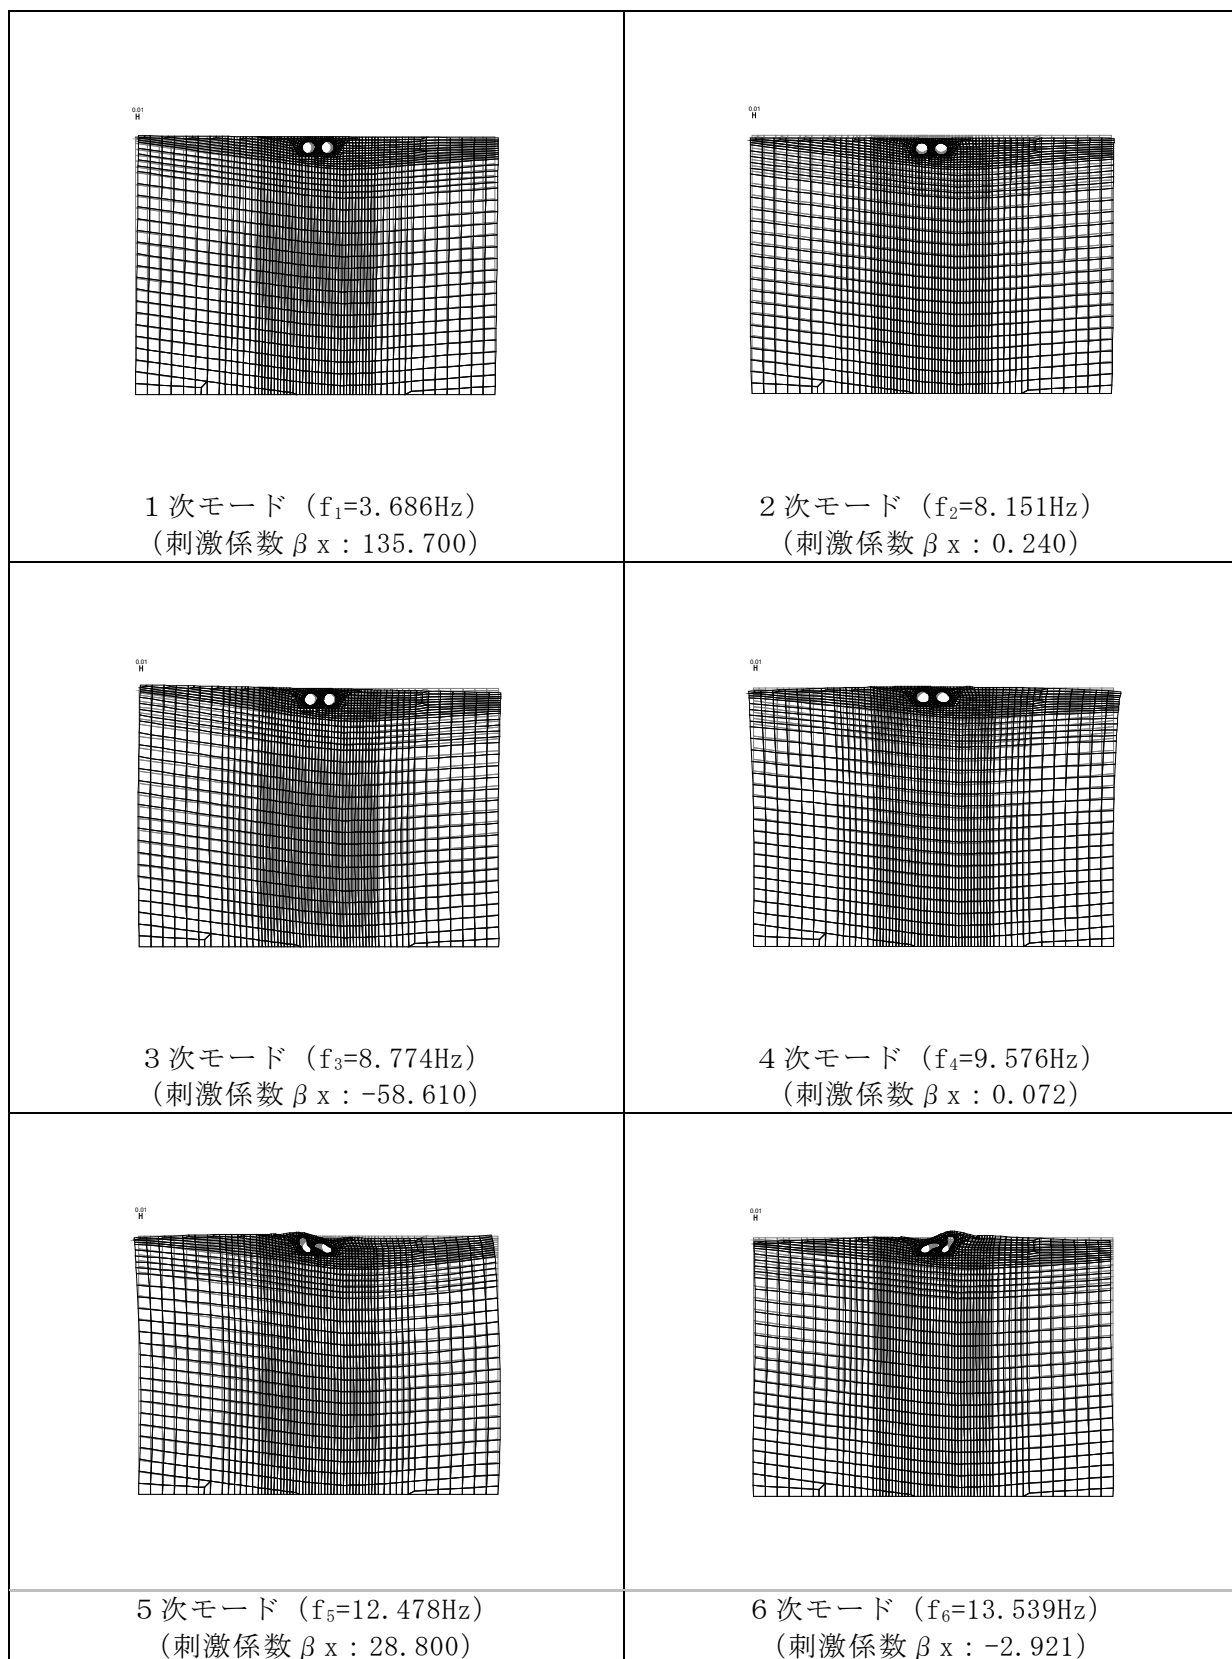 0.01
H
0.01
H
1次モード (f₁=3.686Hz)
(刺激係数βx：135.700)
2次モード (f₂=8.151Hz)
(刺激係数βx：0.240)
0.01
H
0.01
H
3次モード (f₃=8.774Hz)
(刺激係数βx：-58.610)
4次モード (f₄=9.576Hz)
(刺激係数βx：0.072)
0.01
H
0.01
H
5次モード (f₅=12.478Hz)
(刺激係数βx：28.800)
6次モード (f₆=13.539Hz)
(刺激係数βx：-2.921)